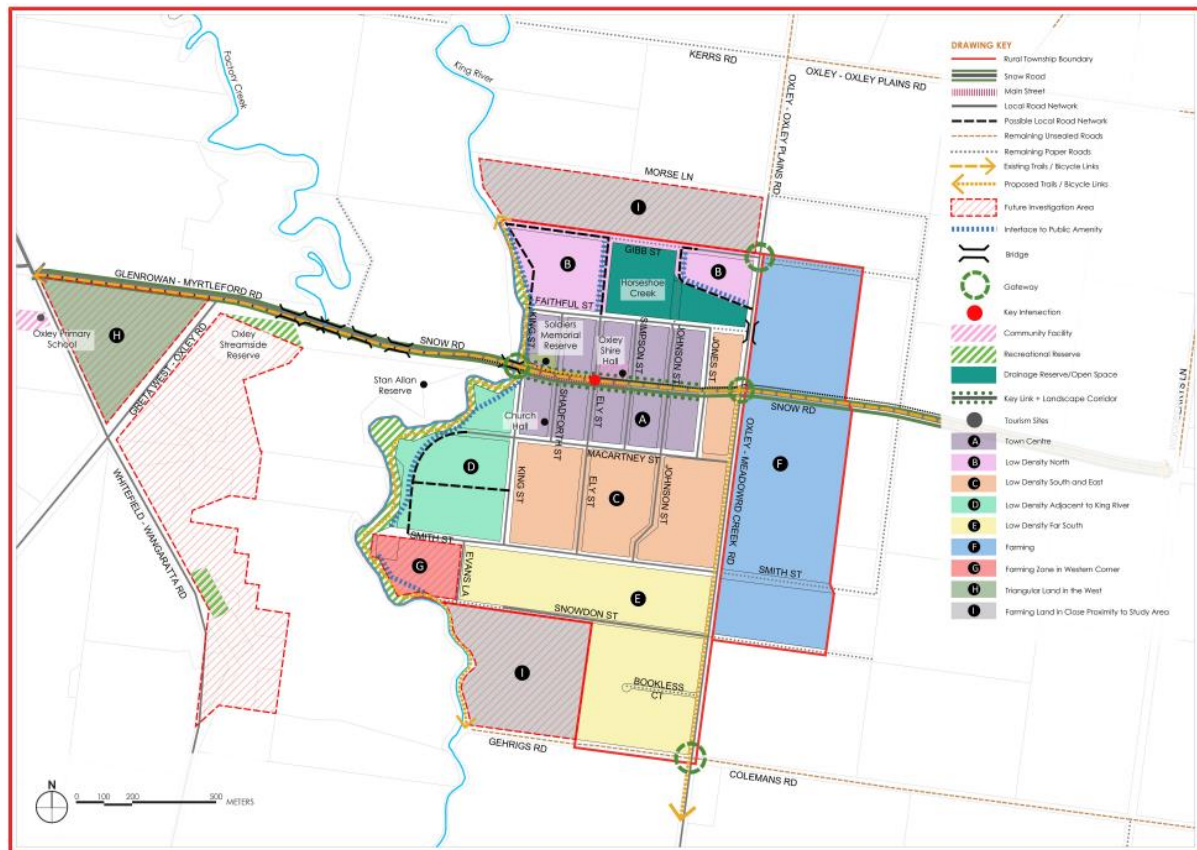 KERRS RD
OXLEY - OXLEY PLAINS RD
OXLEY - OXLEY PLAINS RD
Factory Creek
King River
MORSE LN
I
GIBB ST
B
B
Horseshoe
Creek
GLENROWAN - MYRTLEFORD RD
FAITHFUL ST
Oxley Primary
School
H
GRETA WEST - OXLEY RD
Oxley
Streamside
Reserve
SNOW RD
KING ST
Soldiers
Memorial
Reserve
Oxley
Shire
Hall
SIMPSON ST
JOHNSON ST
JONES ST
Stan Allan
Reserve
Church
Hall
SHADFORTH ST
ELY ST
A
SNOW RD
OXLEY - MEADOWRD CREEK RD
F
MACARTNEY ST
D
KING ST
ELY ST
C
JOHNSON ST
WHITEFIELD - WANGARATTA RD
SMITH ST
G
EVANS LA
E
SMITH ST
SNOWDON ST
I
BOOKLESS
CT
GEHRIGS RD
COLEMANS RD
N
0 100 200 500 METERS
DRAWING KEY
Rural Township Boundary
Snow Road
Main Street
Local Road Network
Possible Local Road Network
Remaining Unsealed Roads
Remaining Paper Roads
Existing Trails / Bicycle Links
Proposed Trails / Bicycle Links
Future Investigation Area
Interface to Public Amenity
Bridge
Gateway
Key Intersection
Community Facility
Recreational Reserve
Drainage Reserve/Open Space
Key Link + Landscape Corridor
Tourism Sites
A Town Centre
B Low Density North
C Low Density South and East
D Low Density Adjacent to King River
E Low Density Far South
F Farming
G Farming Zone in Western Corner
H Triangular Land in the West
I Farming Land in Close Proximity to Study Area